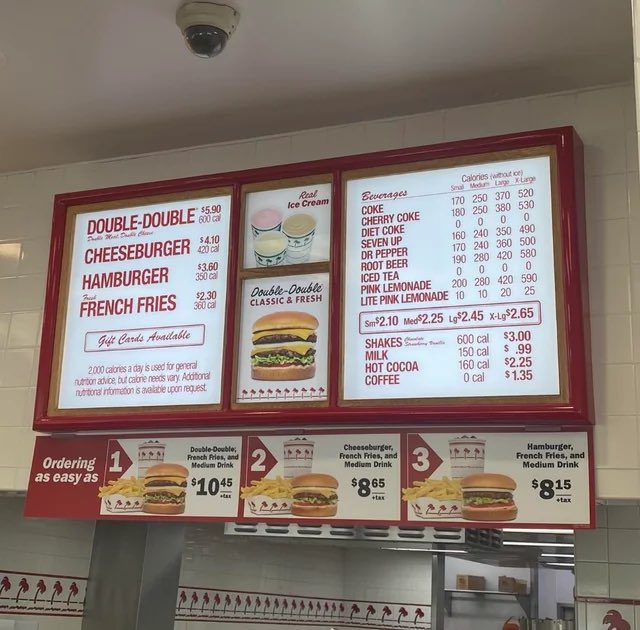 DOUBLE-DOUBLE $5.90
Double Meat Double Cheese 600 cal
CHEESEBURGER $4.10
420 cal
HAMBURGER $3.60
350 cal
Fresh
FRENCH FRIES $2.30
360 cal
Gift Cards Available
2,000 calories a day is used for general
nutrition advice, but calorie needs vary. Additional
nutritional information is available upon request.
Real
Ice Cream
Double-Double
CLASSIC & FRESH
Beverages
Calories (without ice)
Small Medium Large X-Large
COKE 170 250 370 520
CHERRY COKE 180 250 380 530
DIET COKE 0 0 0 0
SEVEN UP 160 240 350 490
DR PEPPER 170 240 360 500
ROOT BEER 190 280 420 580
ICED TEA 0 0 0 0
PINK LEMONADE 200 280 420 590
LITE PINK LEMONADE 10 10 20 25
Sm$2.10 Med$2.25 Lg$2.45 X-Lg$2.65
SHAKES Chocolate Strawberry Vanilla 600 cal $3.00
MILK 150 cal $ .99
HOT COCOA 160 cal $2.25
COFFEE 0 cal $1.35
Ordering
as easy as
1
Double-Double,
French Fries, and
Medium Drink
$10.45
+tax
2
Cheeseburger,
French Fries, and
Medium Drink
$8.65
+tax
3
Hamburger,
French Fries, and
Medium Drink
$8.15
+tax